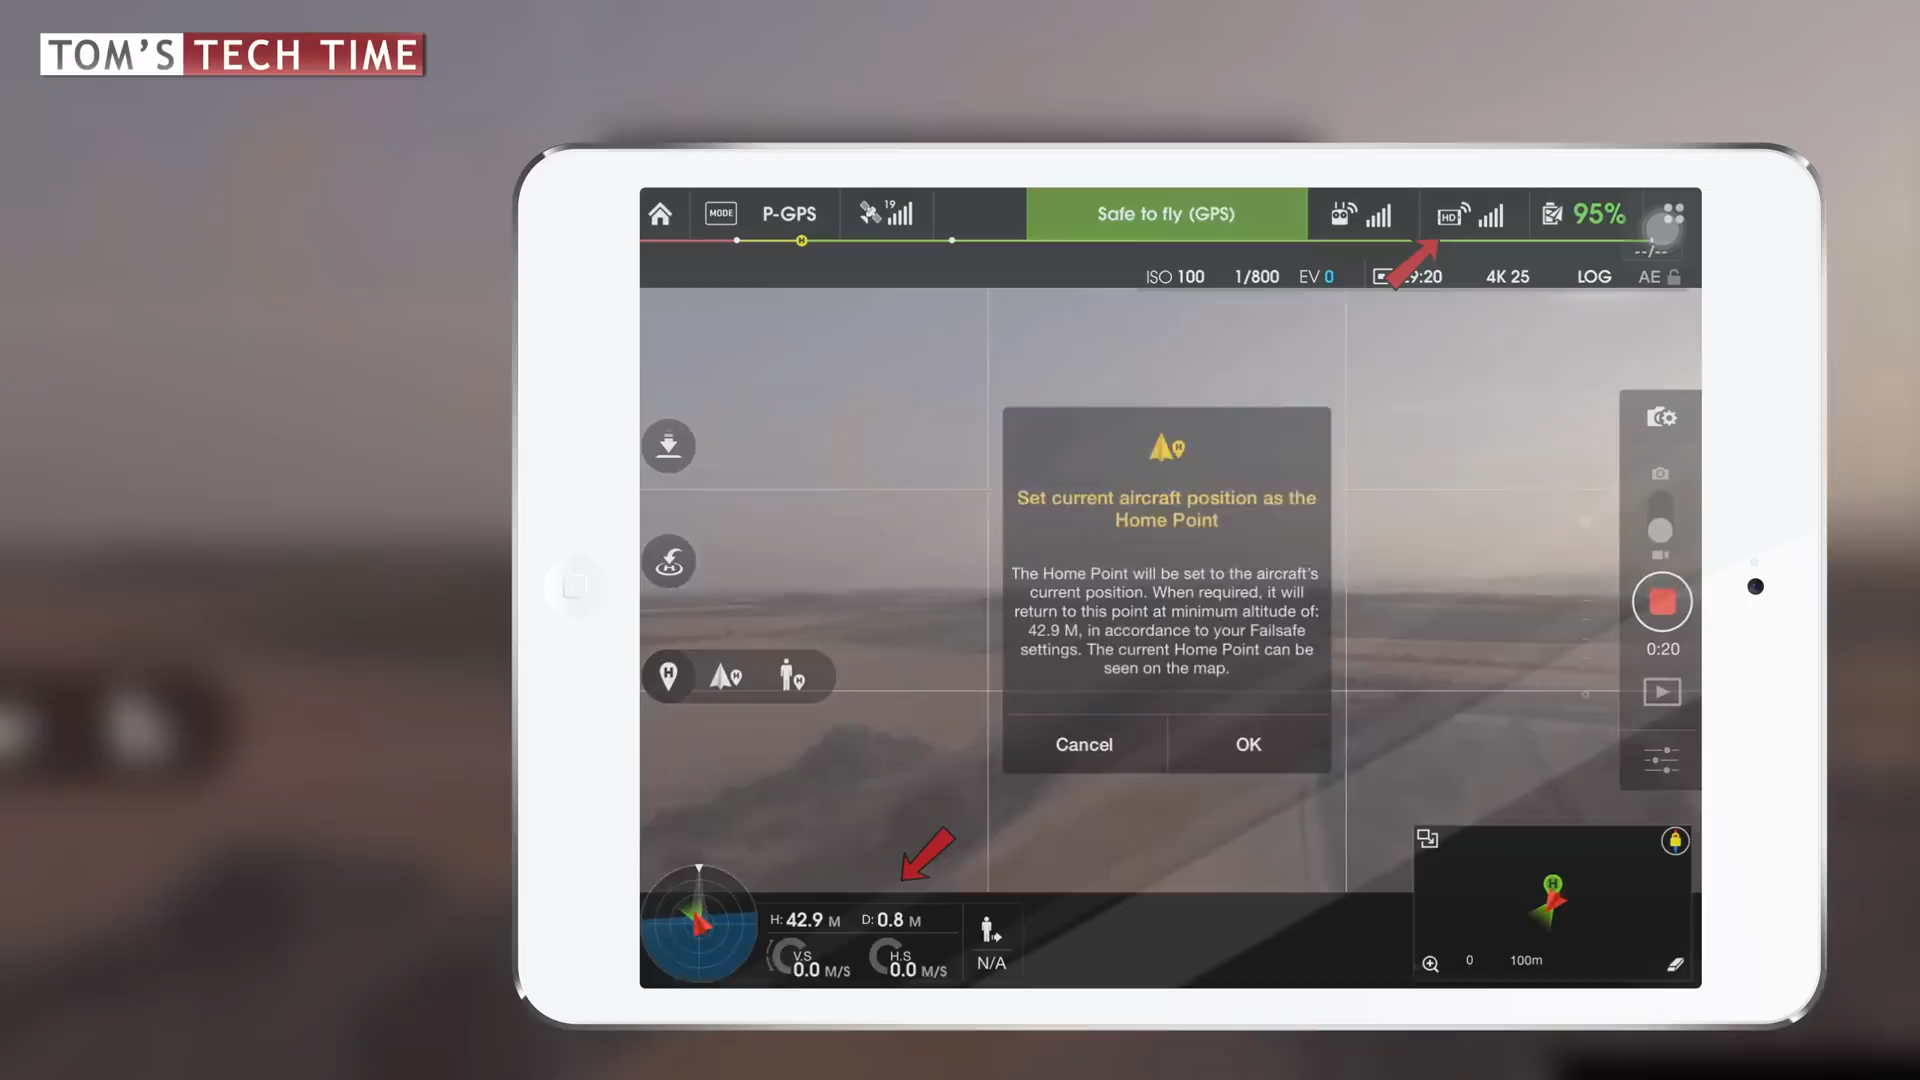 TOM'S TECH TIME
MODE P-GPS 19 Safe to fly (GPS) HD 95%
--/--
ISO 100 1/800 EV 0 9:20 4K 25 LOG AE
Set current aircraft position as the
Home Point
The Home Point will be set to the aircraft's
current position. When required, it will
return to this point at minimum altitude of:
42.9 M, in accordance to your Failsafe
settings. The current Home Point can be
seen on the map.
Cancel OK
0:20
H: 42.9 M D: 0.8 M
V.S H.S
0.0 M/S 0.0 M/S
N/A
H
0 100m